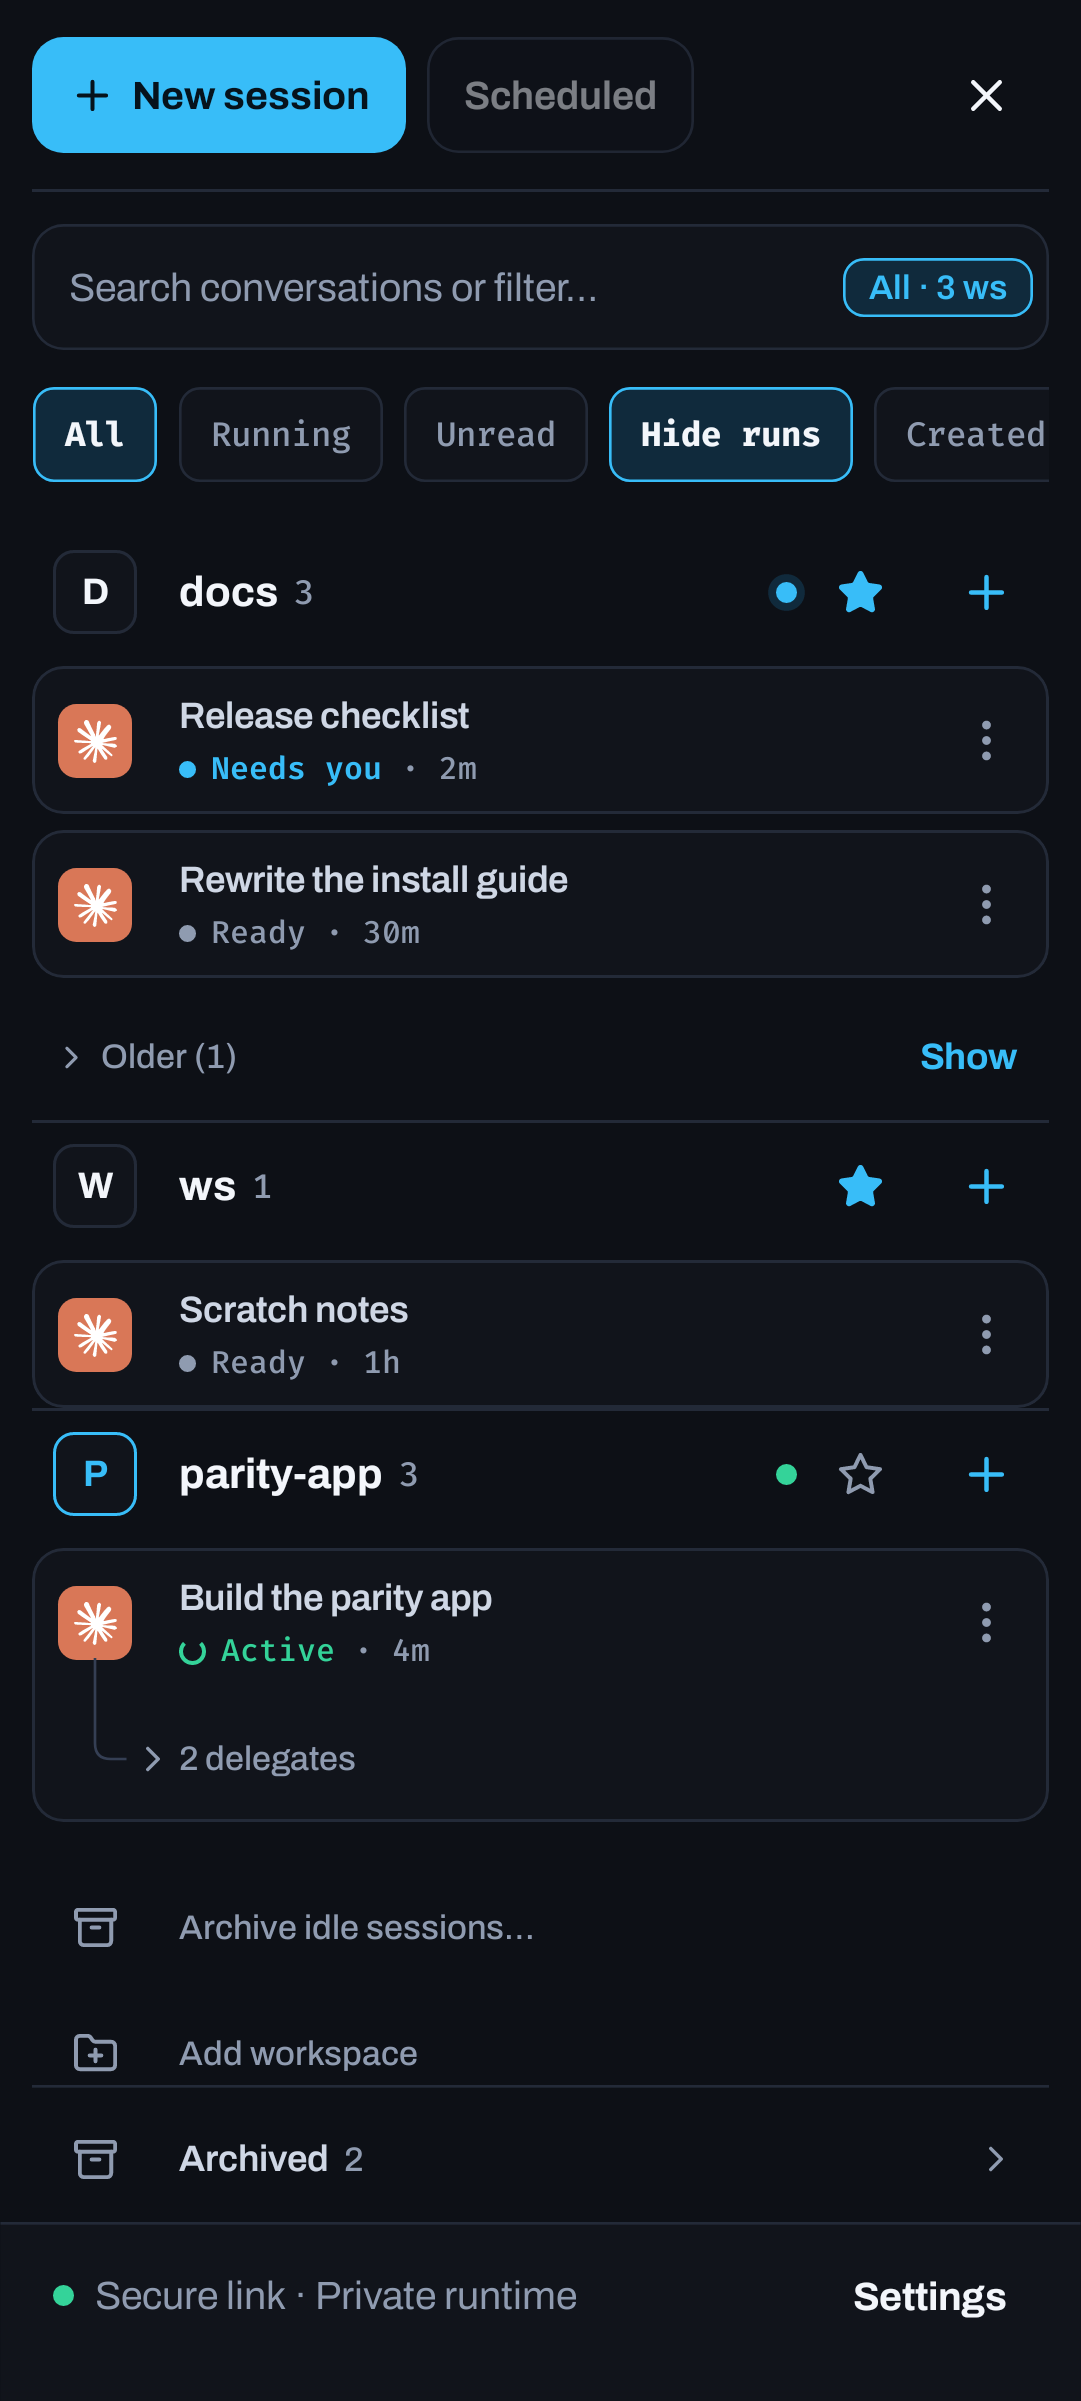 New session
Scheduled
Search conversations or filter...
All · 3 ws
All
Running
Unread
Hide runs
Created
D
docs 3
Release checklist
Needs you · 2m
Rewrite the install guide
Ready · 30m
Older (1)
Show
W
ws 1
Scratch notes
Ready · 1h
P
parity-app 3
Build the parity app
Active · 4m
2 delegates
Archive idle sessions...
Add workspace
Archived 2
Secure link · Private runtime
Settings